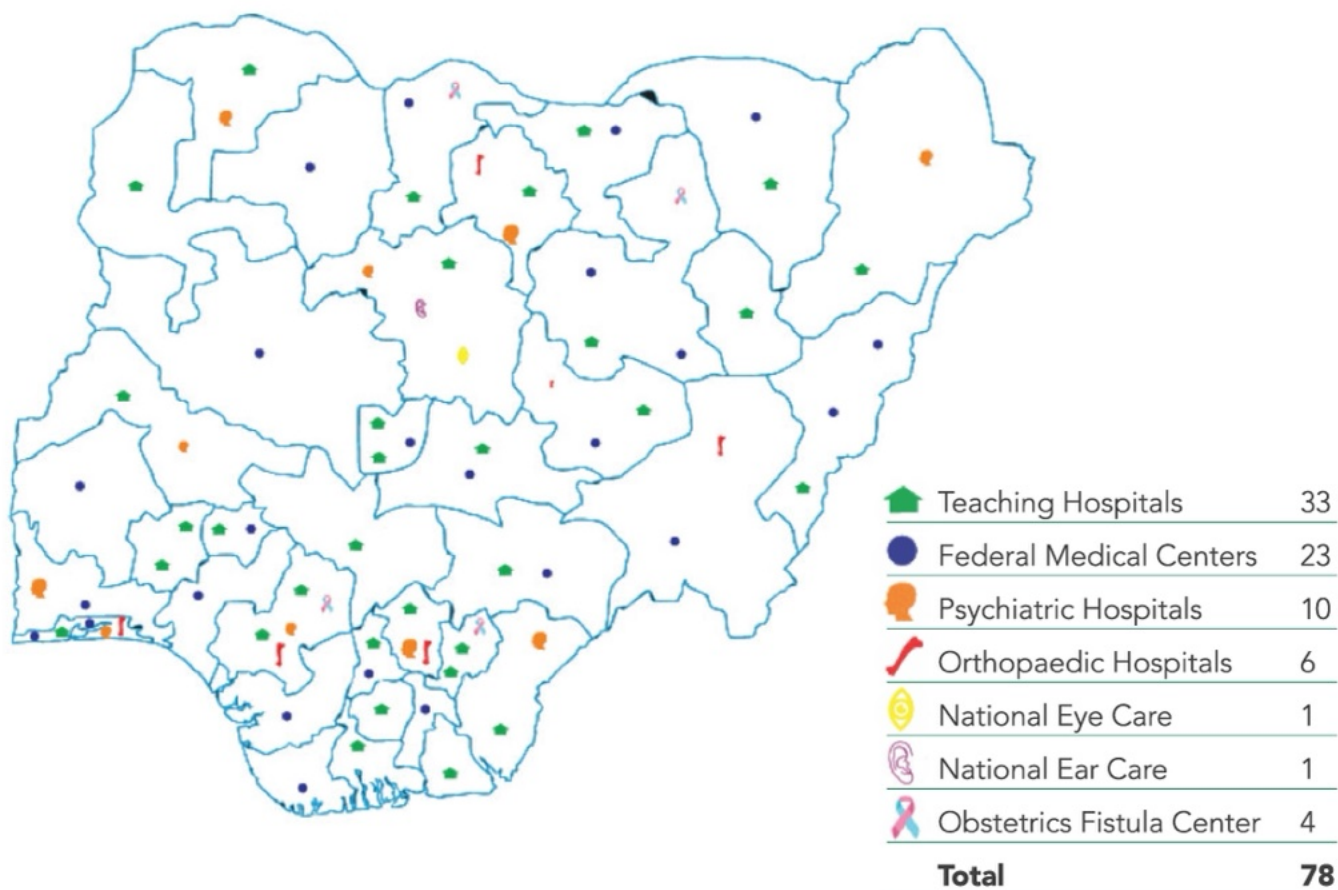 Teaching Hospitals 33
Federal Medical Centers 23
Psychiatric Hospitals 10
Orthopaedic Hospitals 6
National Eye Care 1
National Ear Care 1
Obstetrics Fistula Center 4
Total 78